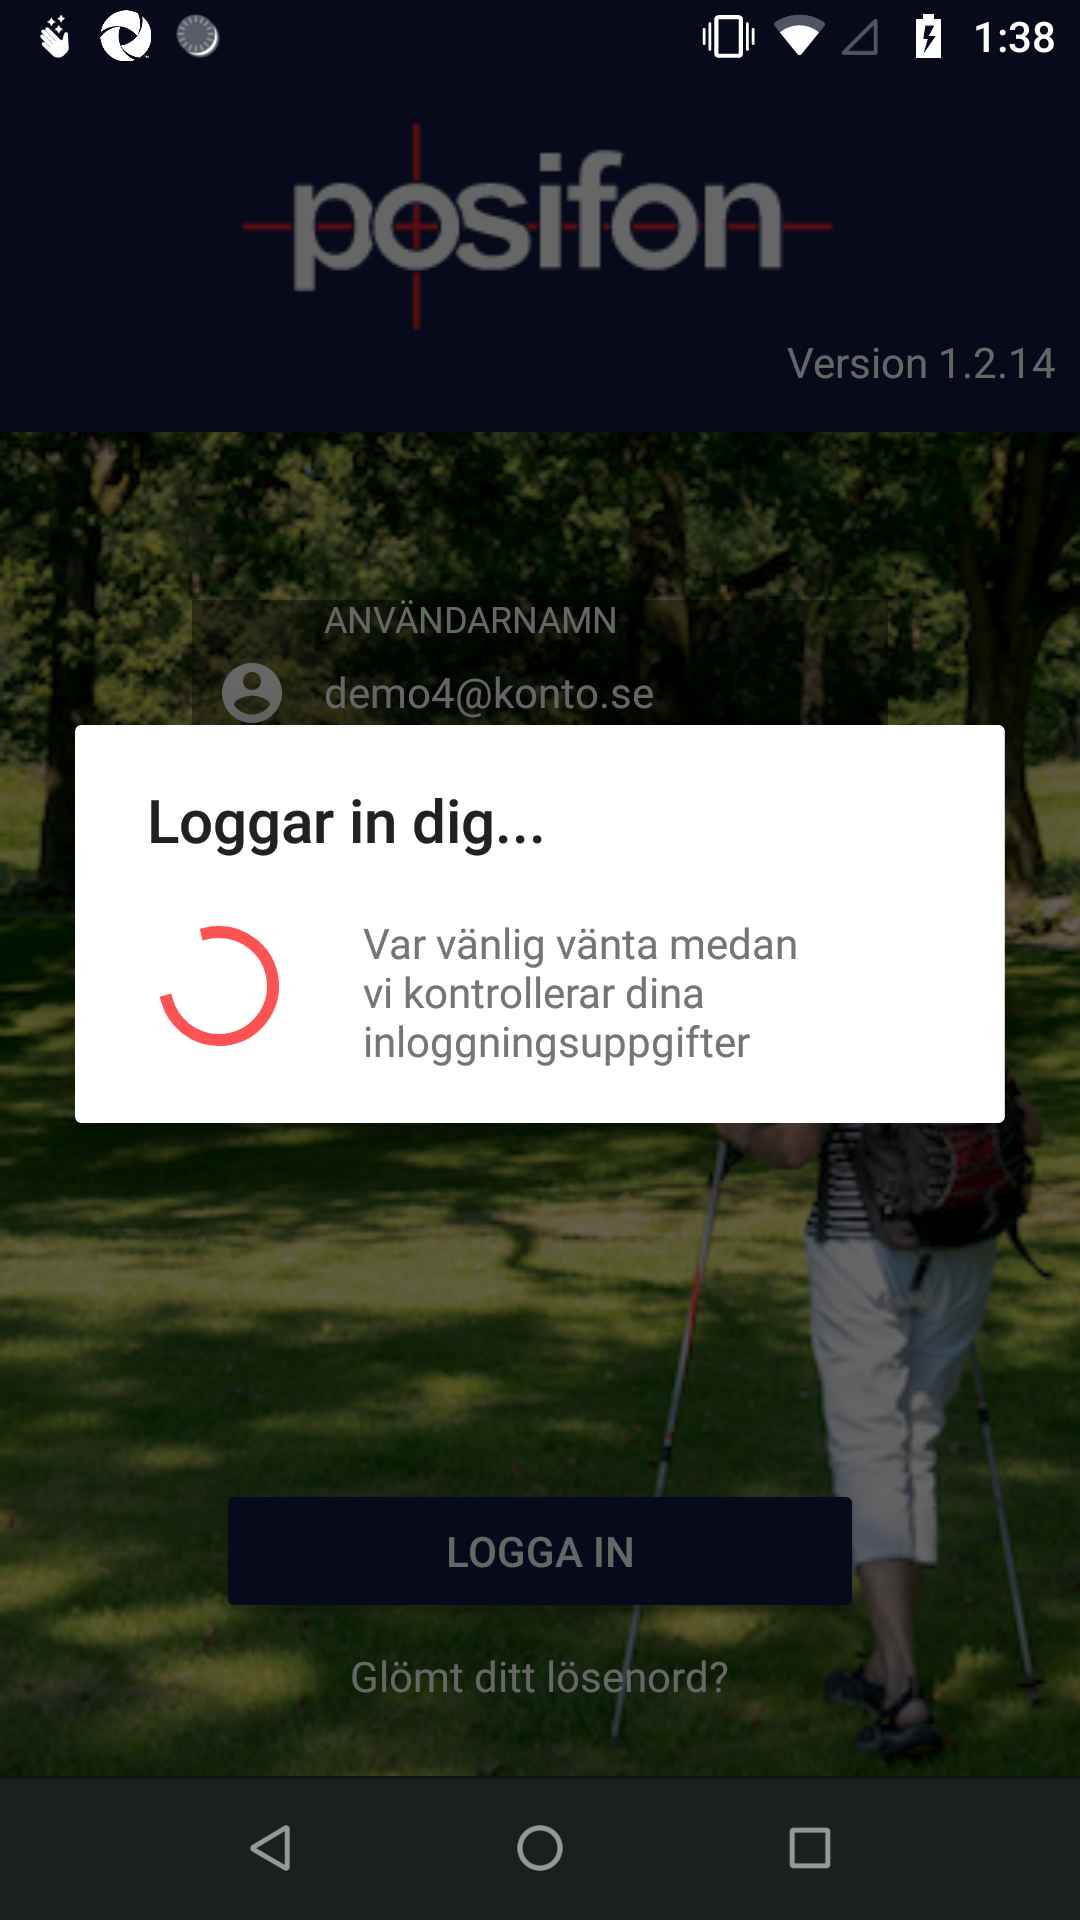 1:38
posifon
Version 1.2.14
ANVÄNDARNAMN
demo4@konto.se
Loggar in dig...
Var vänlig vänta medan
vi kontrollerar dina
inloggningsuppgifter
LOGGA IN
Glömt ditt lösenord?